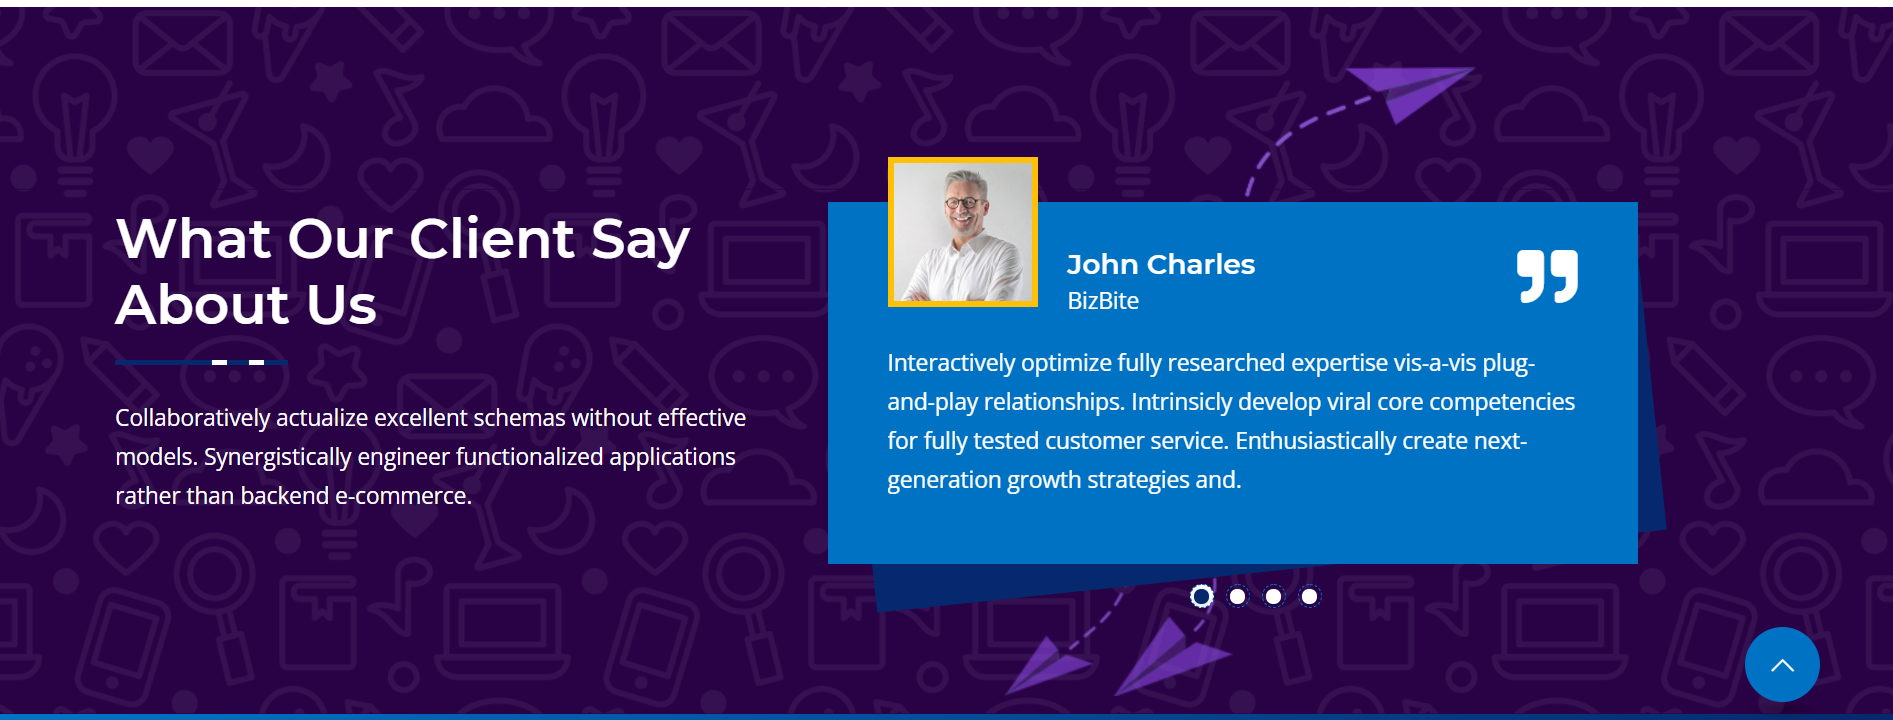 What Our Client Say
About Us
Collaboratively actualize excellent schemas without effective
models. Synergistically engineer functionalized applications
rather than backend e-commerce.
John Charles
BizBite
Interactively optimize fully researched expertise vis-a-vis plug-
and-play relationships. Intrinsicly develop viral core competencies
for fully tested customer service. Enthusiastically create next-
generation growth strategies and.